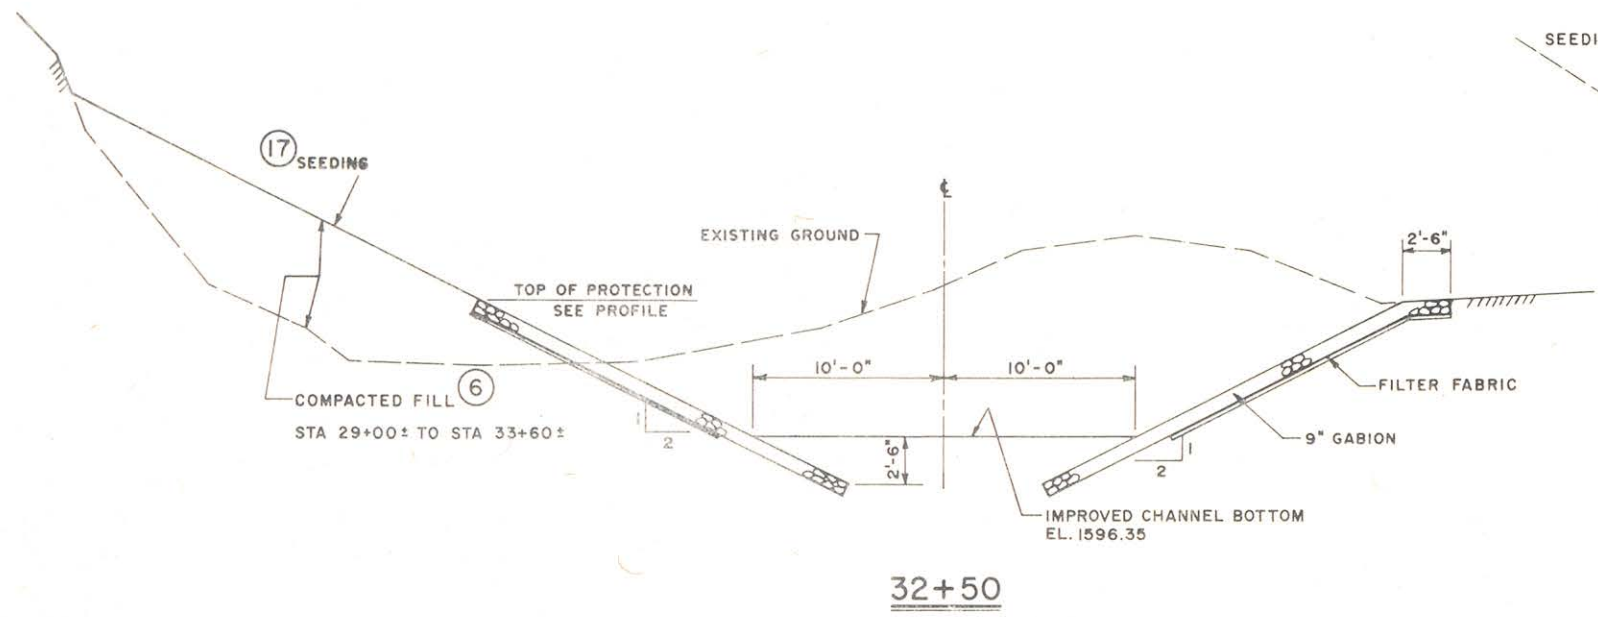 SEEDI
17 SEEDING
℄
EXISTING GROUND
2'-6"
TOP OF PROTECTION
SEE PROFILE
10'-0" 10'-0"
6
COMPACTED FILL
STA 29+00± TO STA 33+60±
FILTER FABRIC
1
2
2'-6"
9" GABION
1
2
IMPROVED CHANNEL BOTTOM
EL. 1596.35
32+50